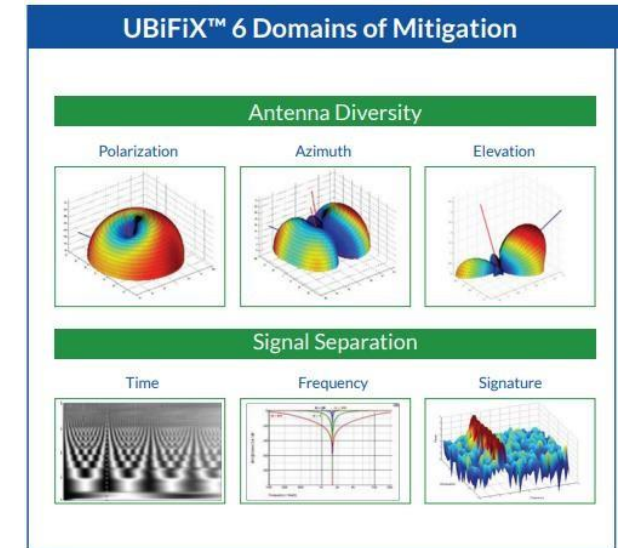 UBiFiX™ 6 Domains of Mitigation
Antenna Diversity
Polarization Azimuth Elevation
Signal Separation
Time Frequency Signature